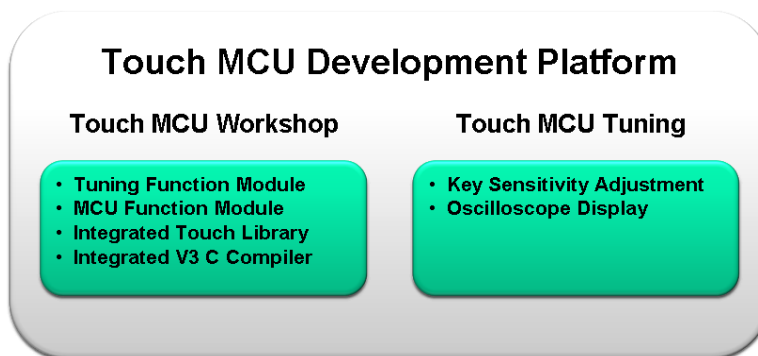 Touch MCU Development Platform
Touch MCU Workshop
• Tuning Function Module
• MCU Function Module
• Integrated Touch Library
• Integrated V3 C Compiler
Touch MCU Tuning
• Key Sensitivity Adjustment
• Oscilloscope Display